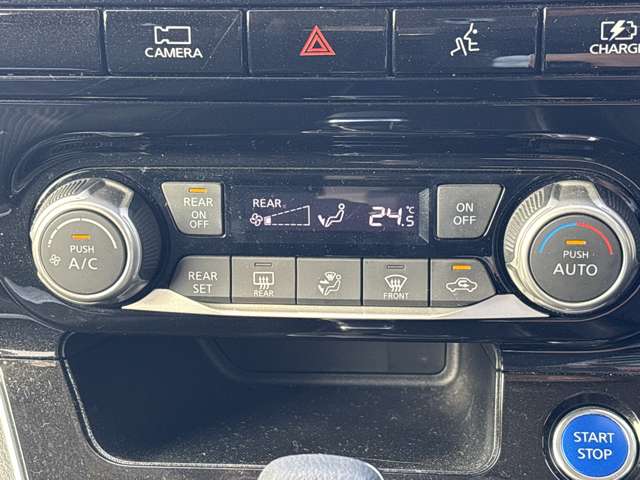 CAMERA
CHARGE
REAR
ON
OFF
REAR
24.5
°C
ON
OFF
PUSH
A/C
PUSH
AUTO
REAR
SET
REAR
FRONT
START
STOP